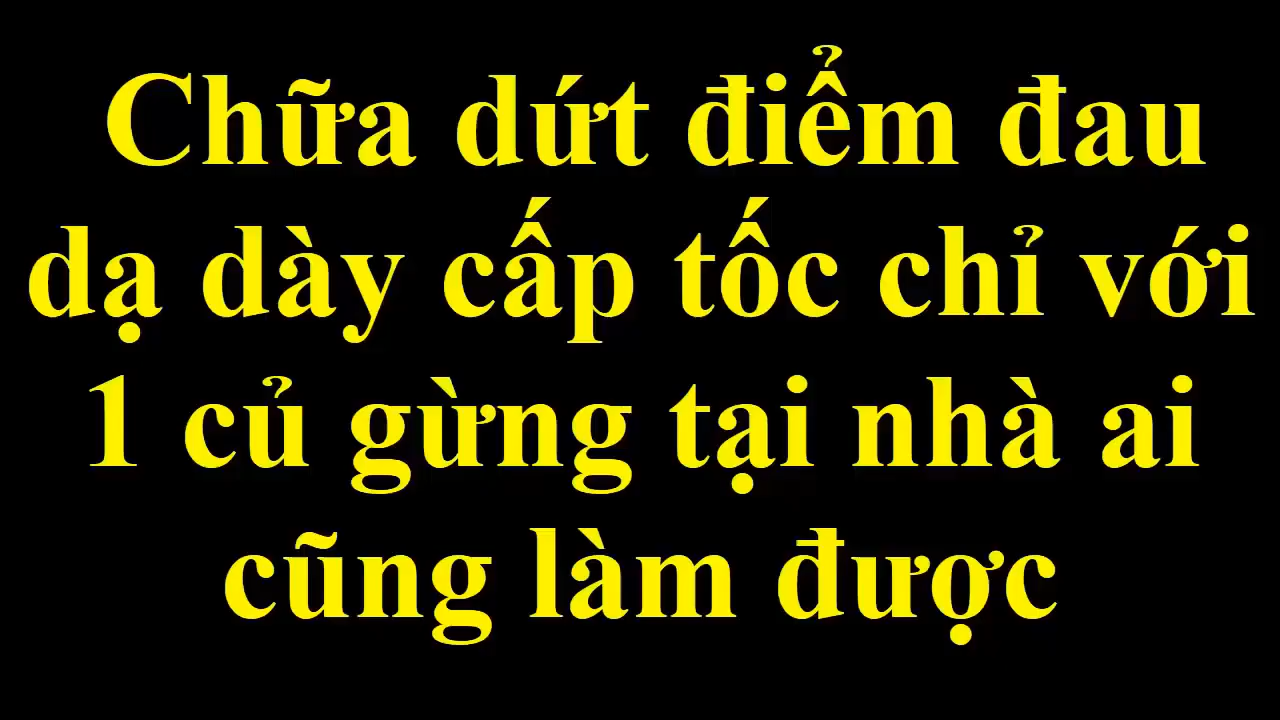 Chữa dứt điểm đau
dạ dày cấp tốc chỉ với
1 củ gừng tại nhà ai
cũng làm được